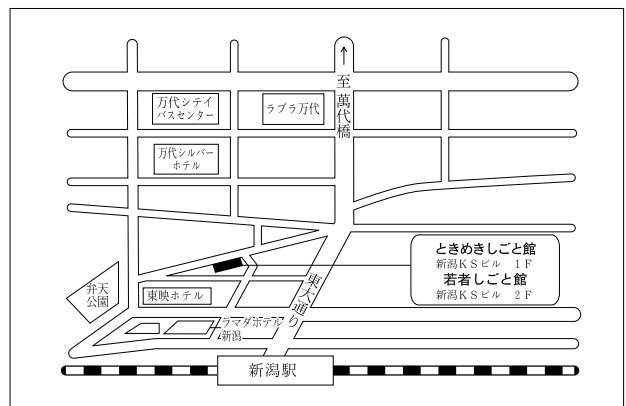 至 萬代橋
万代シテイ
バスセンター
ラブラ万代
万代シルバー
ホテル
ときめきしごと館
新潟KSビル 1F
若者しごと館
新潟KSビル 2F
弁天
公園
東映ホテル
東大通り
ラマダホテル
新潟
新潟駅